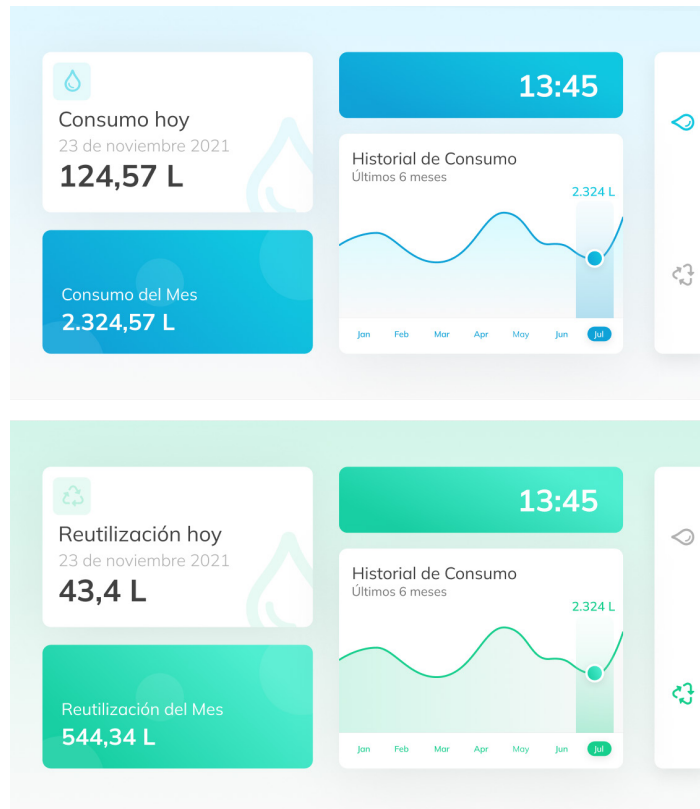 Consumo hoy
23 de noviembre 2021
124,57 L
Consumo del Mes
2.324,57 L
13:45
Historial de Consumo
Últimos 6 meses
2.324 L
Jan Feb Mar Apr May Jun Jul
Reutilización hoy
23 de noviembre 2021
43,4 L
Reutilización del Mes
544,34 L
13:45
Historial de Consumo
Últimos 6 meses
2.324 L
Jan Feb Mar Apr May Jun Jul